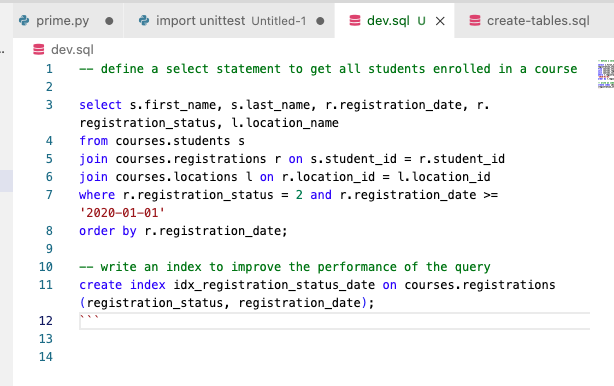 prime.py ● import unittest Untitled-1 ● dev.sql U × create-tables.sql
dev.sql
1 -- define a select statement to get all students enrolled in a course
2
3 select s.first_name, s.last_name, r.registration_date, r.
registration_status, l.location_name
4 from courses.students s
5 join courses.registrations r on s.student_id = r.student_id
6 join courses.locations l on r.location_id = l.location_id
7 where r.registration_status = 2 and r.registration_date >=
'2020-01-01'
8 order by r.registration_date;
9
10 -- write an index to improve the performance of the query
11 create index idx_registration_status_date on courses.registrations
(registration_status, registration_date);
12 ```
13
14